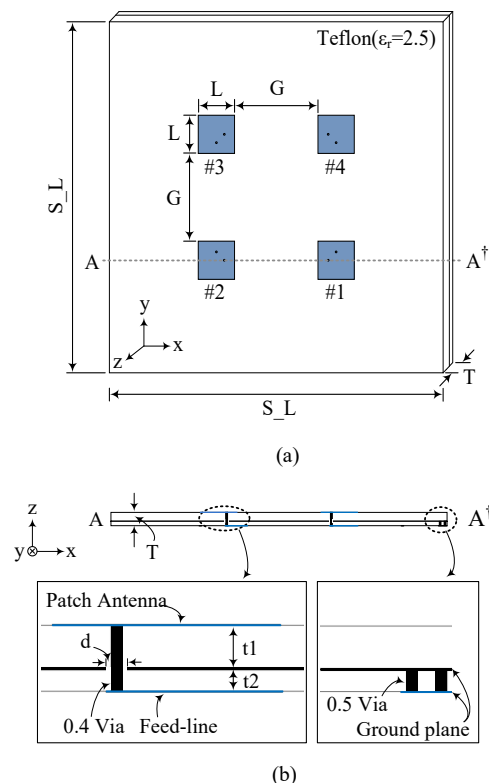 Teflon(εr=2.5)
L
G
L
#3
#4
G
S_L
A
A†
#2
#1
y
x
z
T
S_L
(a)
z
y
x
A
T
A†
Patch Antenna
d
t1
t2
0.4 Via
Feed-line
0.5 Via
Ground plane
(b)